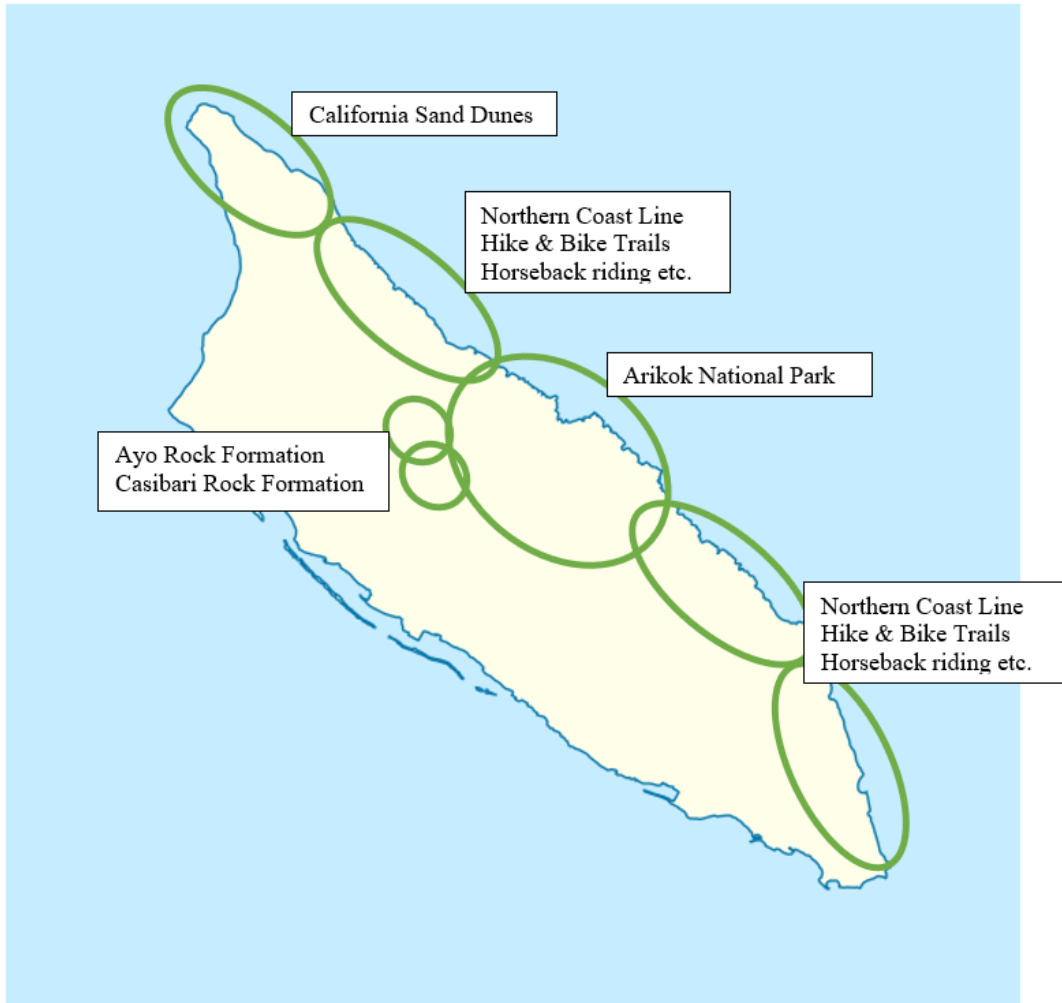 California Sand Dunes
Northern Coast Line
Hike & Bike Trails
Horseback riding etc.
Arikok National Park
Ayo Rock Formation
Casibari Rock Formation
Northern Coast Line
Hike & Bike Trails
Horseback riding etc.